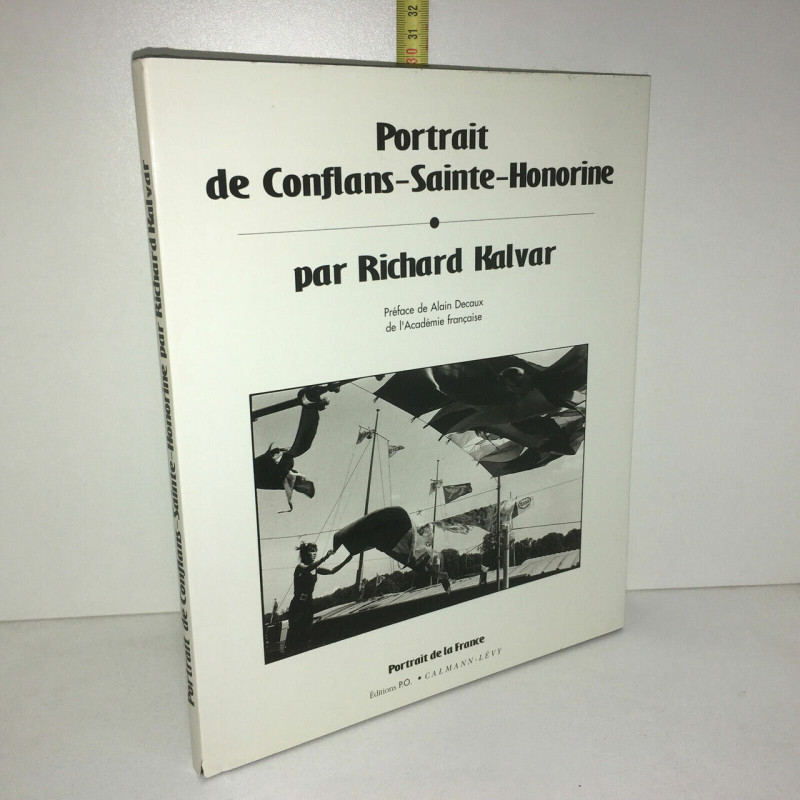 32
31
30
Portrait
de Conflans-Sainte-Honorine
par Richard Kalvar
Préface de Alain Decaux
de l'Académie française
Portrait de la France
Éditions P.O. • CALMANN-LÉVY
Portrait de Conflans-Sainte-Honorine par Richard Kalvar